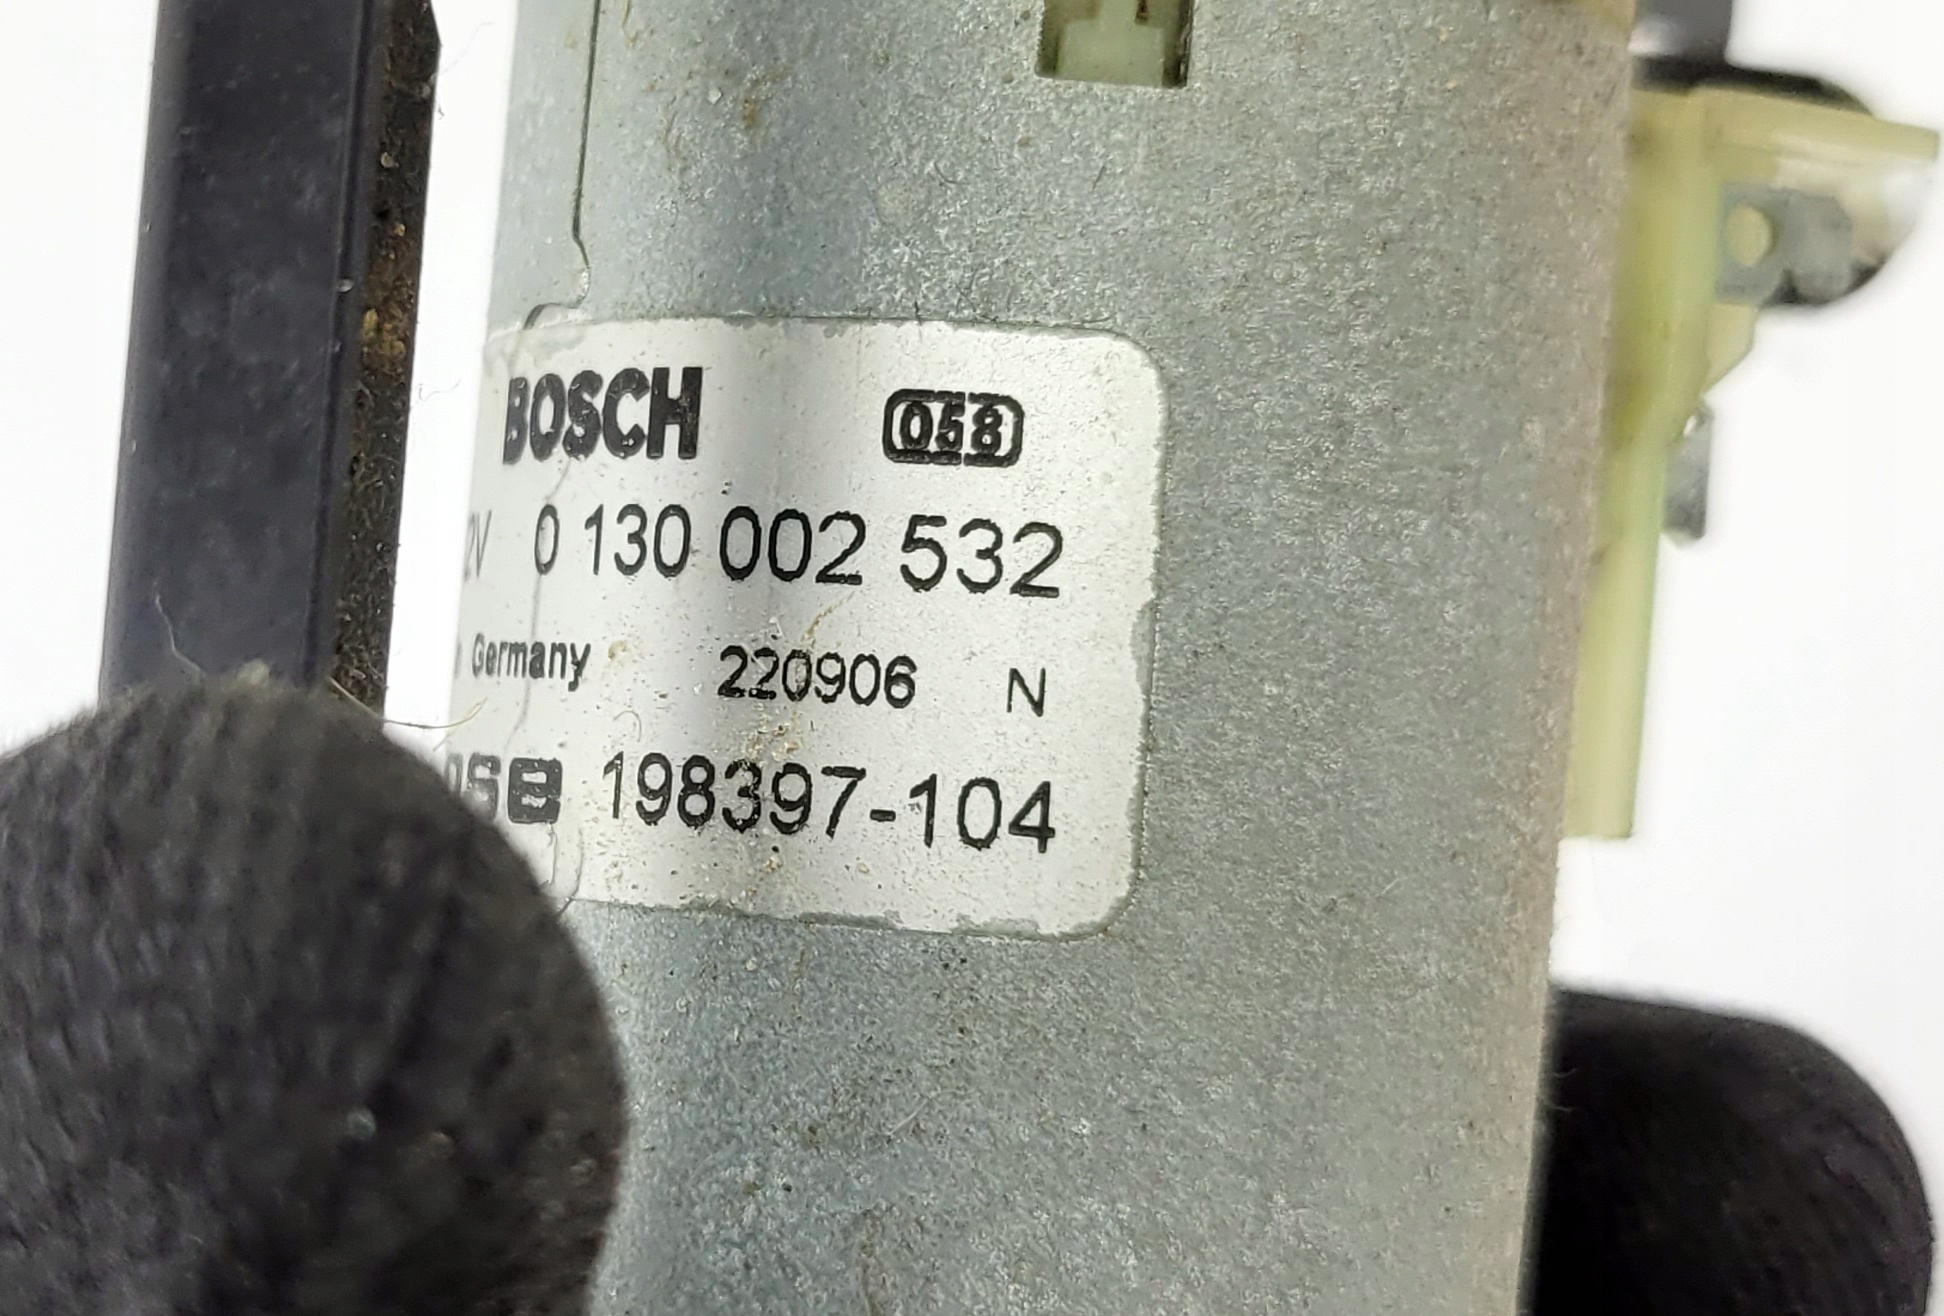 BOSCH 058
2V 0 130 002 532
Germany 220906 N
198397-104